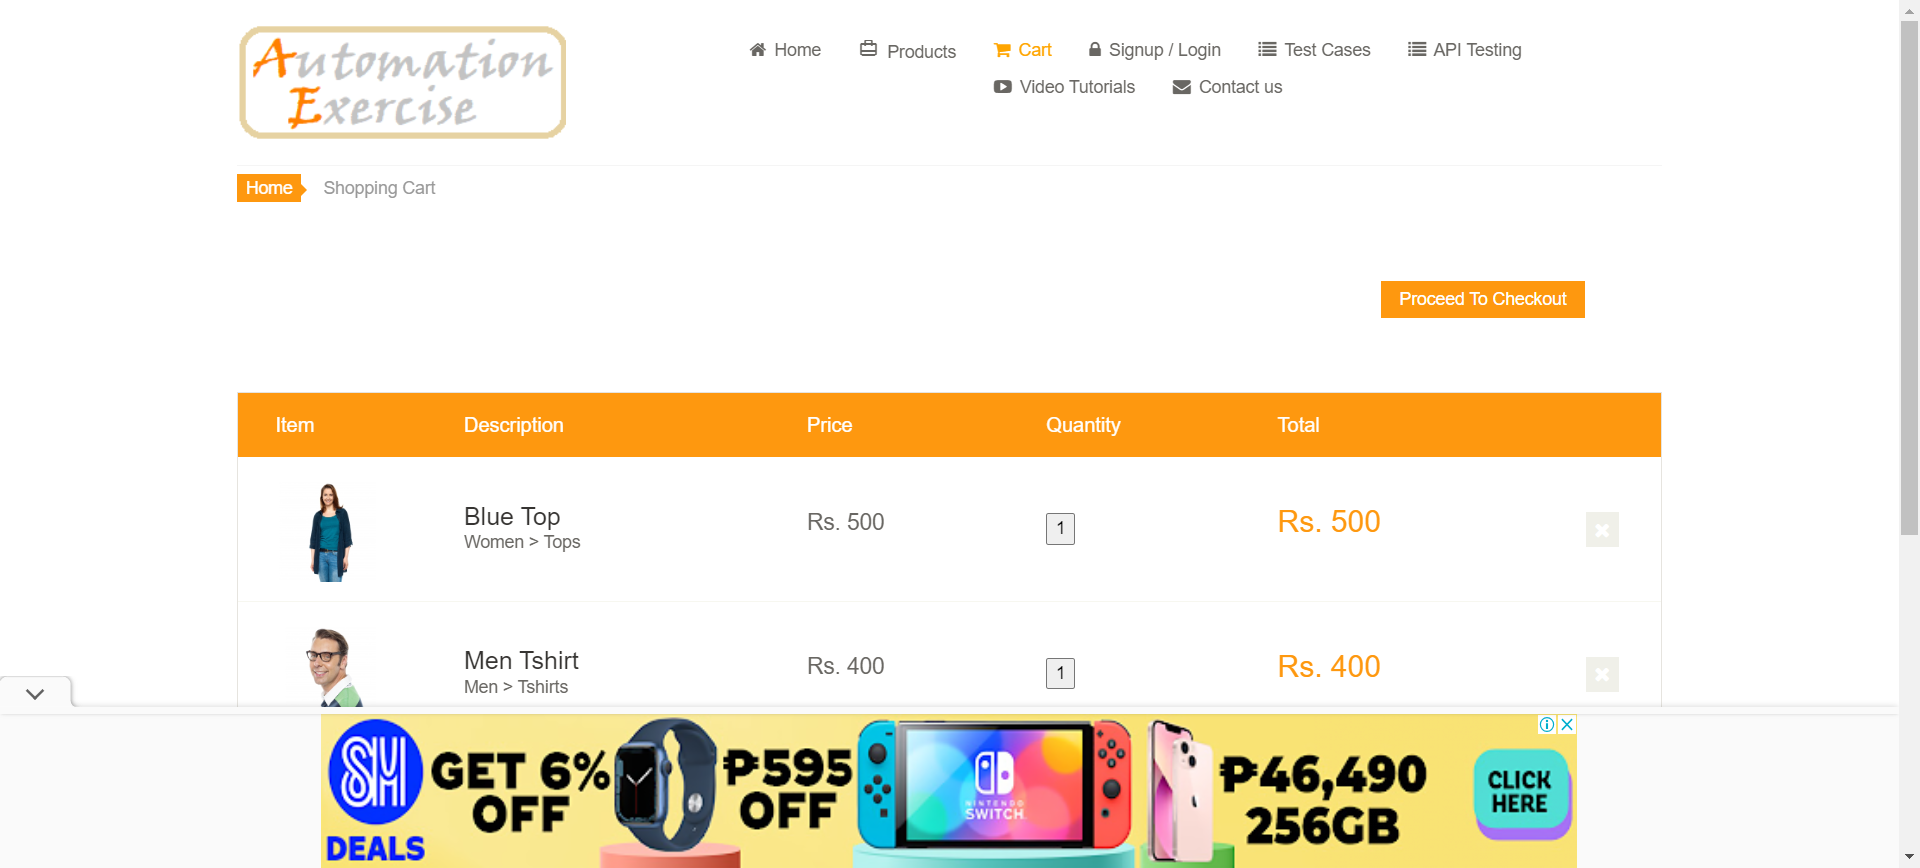 Automation
Exercise
Home
Products
Cart
Signup / Login
Test Cases
API Testing
Video Tutorials
Contact us
Home
Shopping Cart
Proceed To Checkout
Item Description Price Quantity Total
Blue Top
Women > Tops
Rs. 500
1
Rs. 500
Men Tshirt
Men > Tshirts
Rs. 400
1
Rs. 400
SM
DEALS
GET 6%
OFF
₱595
OFF
NINTENDO
SWITCH
₱46,490
256GB
CLICK
HERE